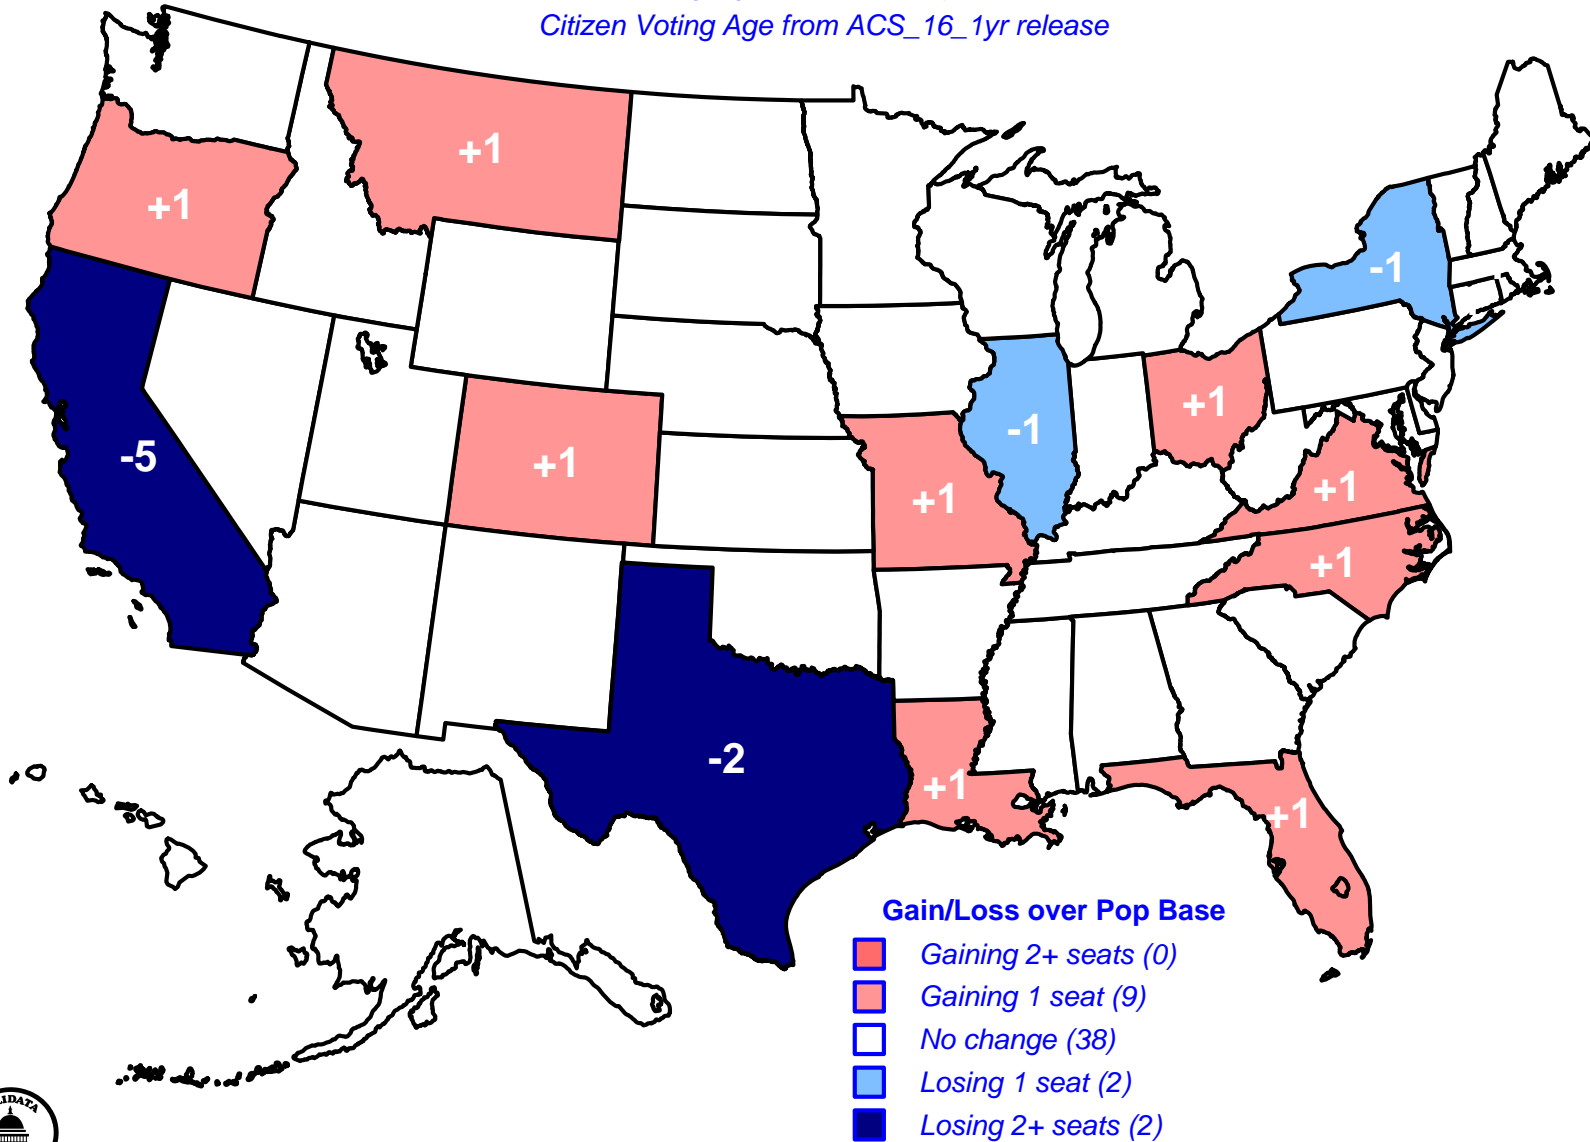 Citizen Voting Age from ACS_16_1yr release
+1
+1
-1
-5
+1
+1
-1
+1
+1
+1
-2
+1
+1
Gain/Loss over Pop Base
Gaining 2+ seats (0)
Gaining 1 seat (9)
No change (38)
Losing 1 seat (2)
Losing 2+ seats (2)
LIDATA